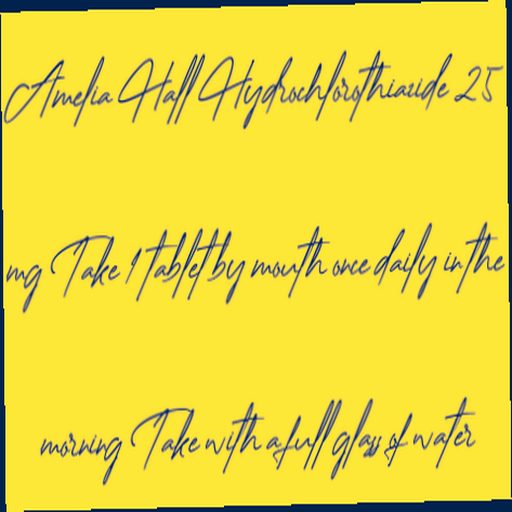 Amelia Hall Hydrochlorothiazide 25
mg Take 1 tablet by mouth once daily in the
morning Take with a full glass of water